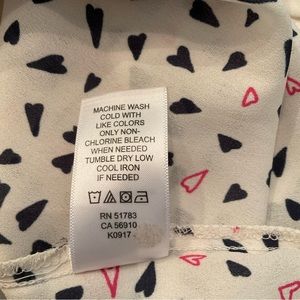 MACHINE WASH
COLD WITH
LIKE COLORS
ONLY NON-
CHLORINE BLEACH
WHEN NEEDED
TUMBLE DRY LOW
COOL IRON
IF NEEDED
RN 51783
CA 56910
K0917